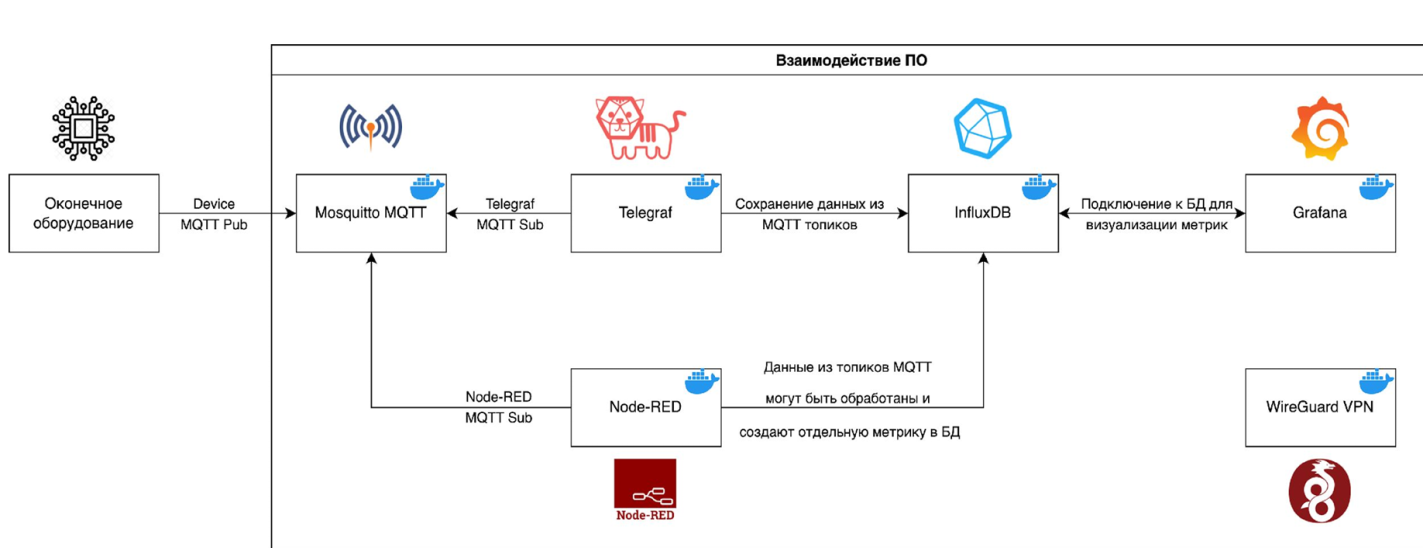 Взаимодействие ПО
Оконечное
оборудование
Device
MQTT Pub
Mosquitto MQTT
Telegraf
MQTT Sub
Telegraf
Сохранение данных из
MQTT топиков
InfluxDB
Подключение к БД для
визуализации метрик
Grafana
Node-RED
MQTT Sub
Node-RED
Данные из топиков MQTT
могут быть обработаны и
создают отдельную метрику в БД
WireGuard VPN
Node-RED